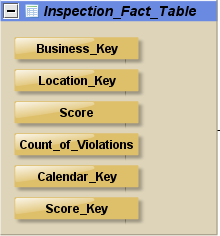 Inspection_Fact_Table
Business_Key
Location_Key
Score
Count_of_Violations
Calendar_Key
Score_Key